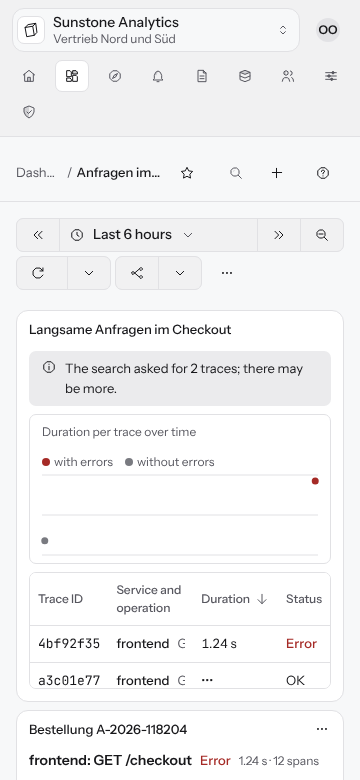 Sunstone Analytics
Vertrieb Nord und Süd
OO
Dash... / Anfragen im...
Last 6 hours
Langsame Anfragen im Checkout
The search asked for 2 traces; there may
be more.
Duration per trace over time
with errors without errors
Trace ID Service and operation Duration ↓ Status
4bf92f35 frontend 1.24 s Error
a3c01e77 frontend ... OK
Bestellung A-2026-118204 ...
frontend: GET /checkout Error 1.24 s · 12 spans